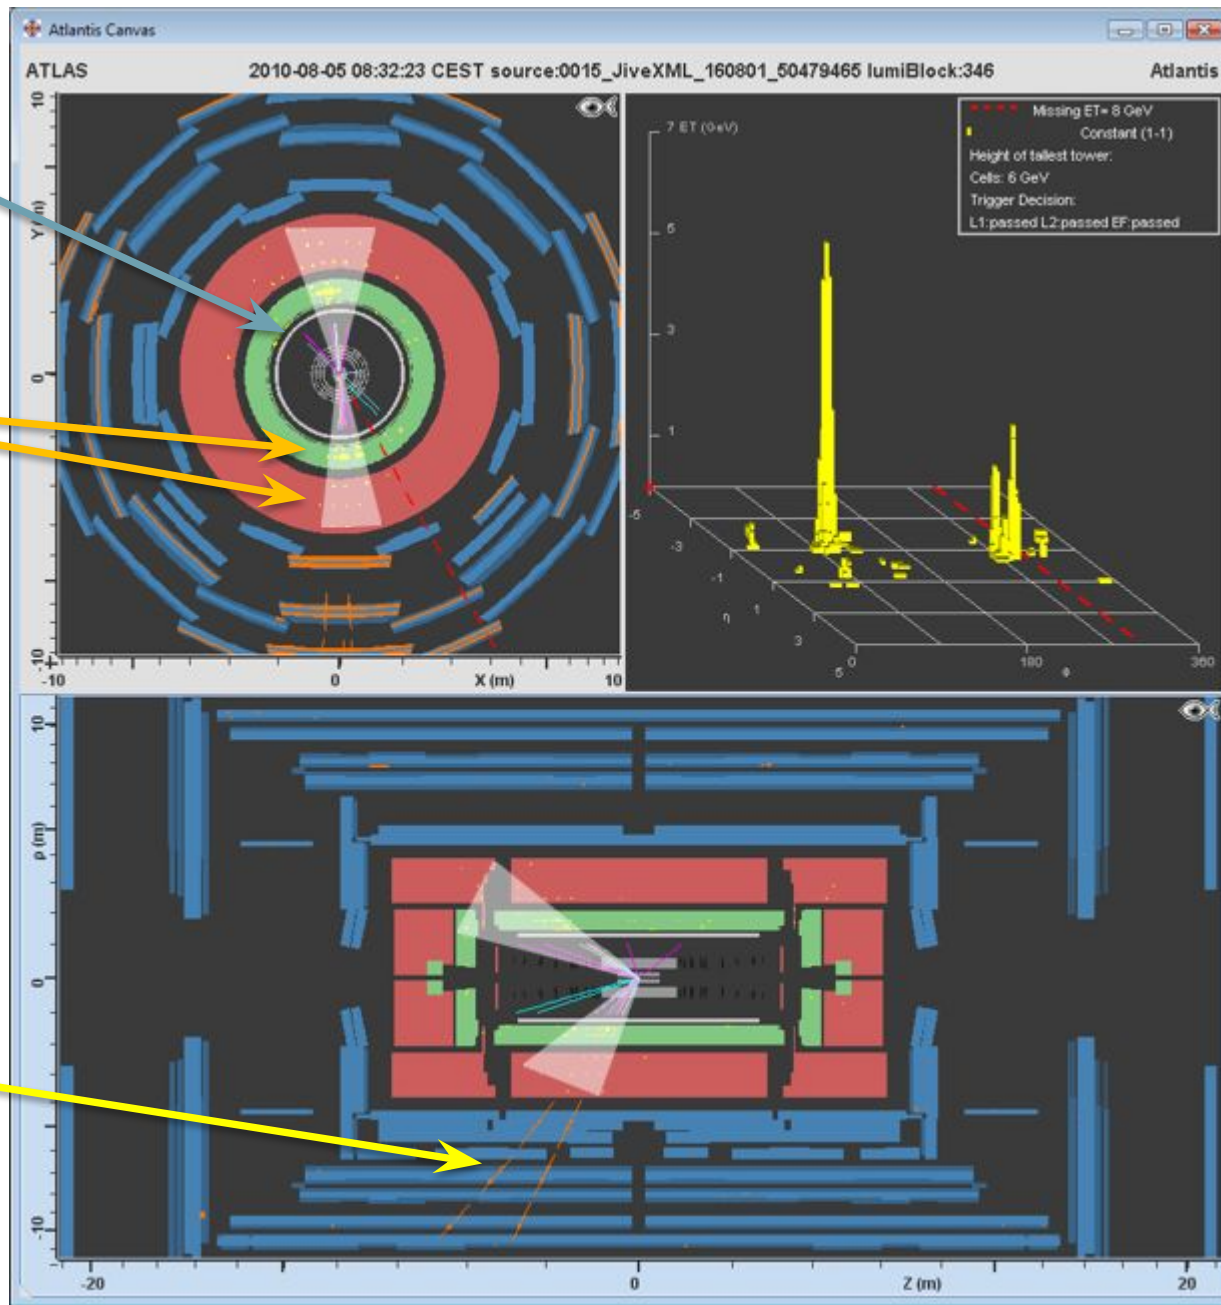 Atlantis Canvas
ATLAS 2010-08-05 08:32:23 CEST source:0015_JiveXML_160801_50479465 lumiBlock:346 Atlantis
10
Y (m)
0
-10
-10 0 X (m) 10
7 ET (GeV)
5
3
1
Missing ET= 8 GeV
Constant (1-1)
Height of tallest tower:
Cells: 6 GeV
Trigger Decision:
L1:passed L2:passed EF:passed
-5
-3
-1
η 1
3
5 0 180 360
Φ
10
ρ (m)
0
-10
-20 0 Z (m) 20